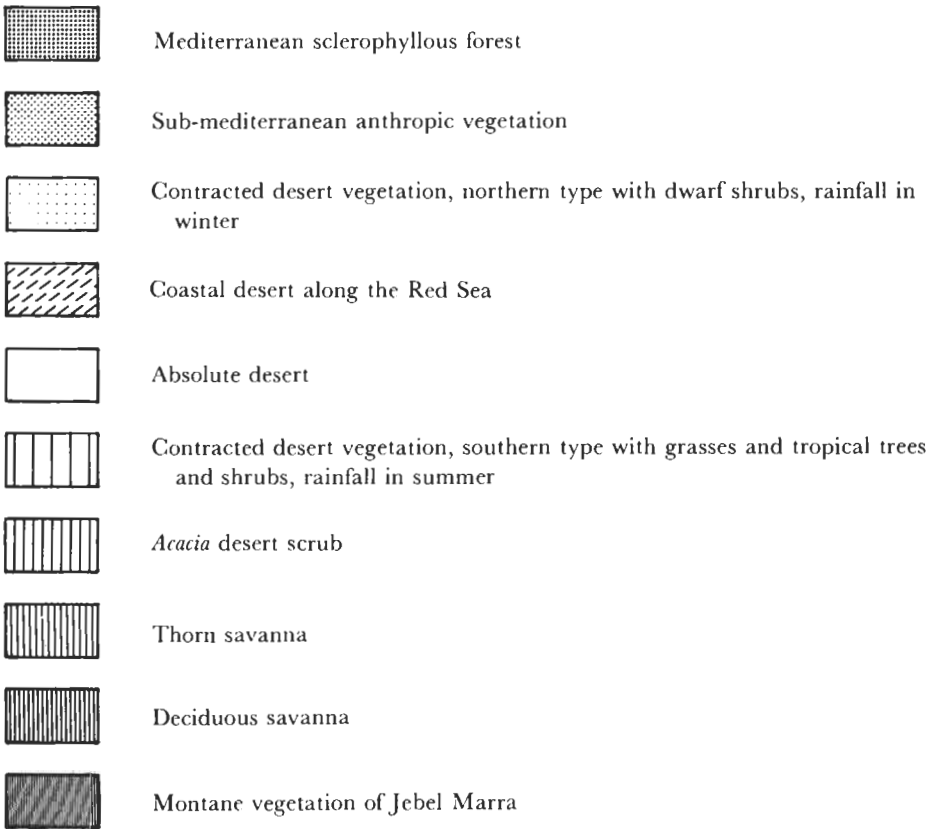 Mediterranean sclerophyllous forest
Sub-mediterranean anthropic vegetation
Contracted desert vegetation, northern type with dwarf shrubs, rainfall in
winter
Coastal desert along the Red Sea
Absolute desert
Contracted desert vegetation, southern type with grasses and tropical trees
and shrubs, rainfall in summer
Acacia desert scrub
Thorn savanna
Deciduous savanna
Montane vegetation of Jebel Marra